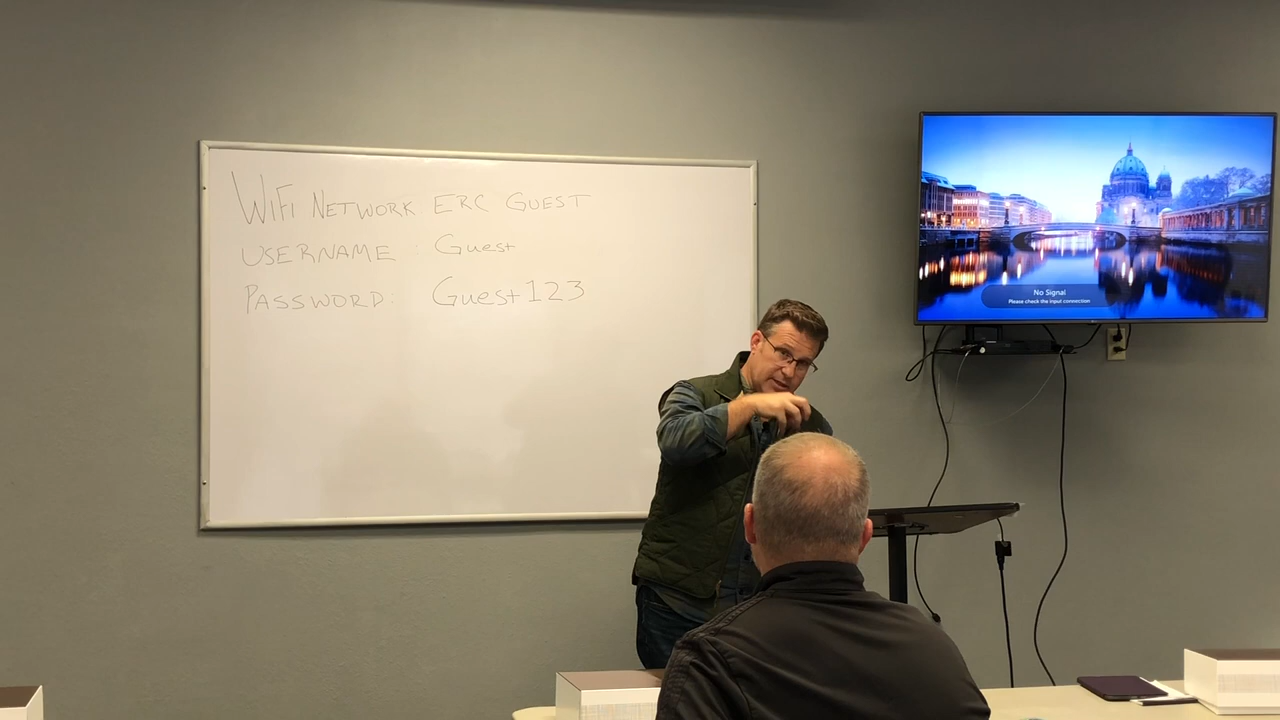 WIFI NETWORK ERC GUEST
USERNAME : Guest
PASSWORD: Guest123
No Signal
Please check the input connection